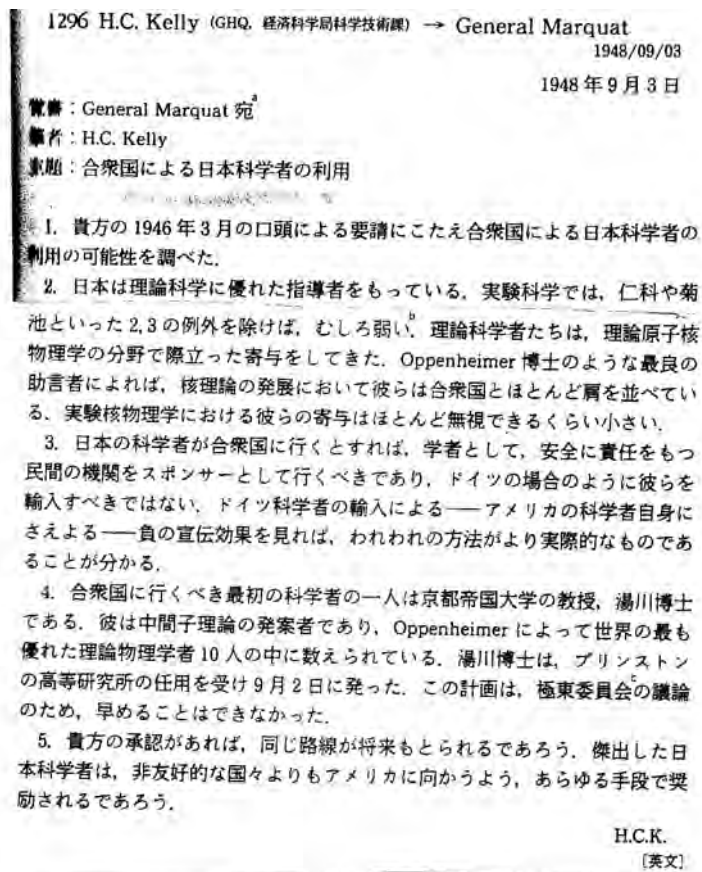 1296 H.C. Kelly (GHQ, 経済科学局科学技術課) → General Marquat
1948/09/03
1948年9月3日
覚書：General Marquat 宛a
筆者：H.C. Kelly
主題：合衆国による日本科学者の利用
1. 貴方の1946年3月の口頭による要請にこたえ合衆国による日本科学者の
利用の可能性を調べた．
2. 日本は理論科学に優れた指導者をもっている．実験科学では，仁科や菊
池といった2,3の例外を除けば，むしろ弱いb．理論科学者たちは，理論原子核
物理学の分野で際立った寄与をしてきた．Oppenheimer 博士のような最良の
助言者によれば，核理論の発展において彼らは合衆国とほとんど肩を並べてい
る．実験核物理学における彼らの寄与はほとんど無視できるくらい小さい．
3. 日本の科学者が合衆国に行くとすれば，学者として，安全に責任をもつ
民間の機関をスポンサーとして行くべきであり，ドイツの場合のように彼らを
輸入すべきではない．ドイツ科学者の輸入による——アメリカの科学者自身に
さえよる——負の宣伝効果を見れば，われわれの方法がより実際的なものであ
ることが分かる．
4. 合衆国に行くべき最初の科学者の一人は京都帝国大学の教授，湯川博士
である．彼は中間子理論の発案者であり，Oppenheimer によって世界の最も
優れた理論物理学者10人の中に数えられている．湯川博士は，プリンストン
の高等研究所の任用を受け9月2日に発った．この計画は，極東委員会cの議論
のため，早めることはできなかった．
5. 貴方の承認があれば，同じ路線が将来もとられるであろう．傑出した日
本科学者は，非友好的な国々よりもアメリカに向かうよう，あらゆる手段で奨
励されるであろう．
H.C.K.
［英文］